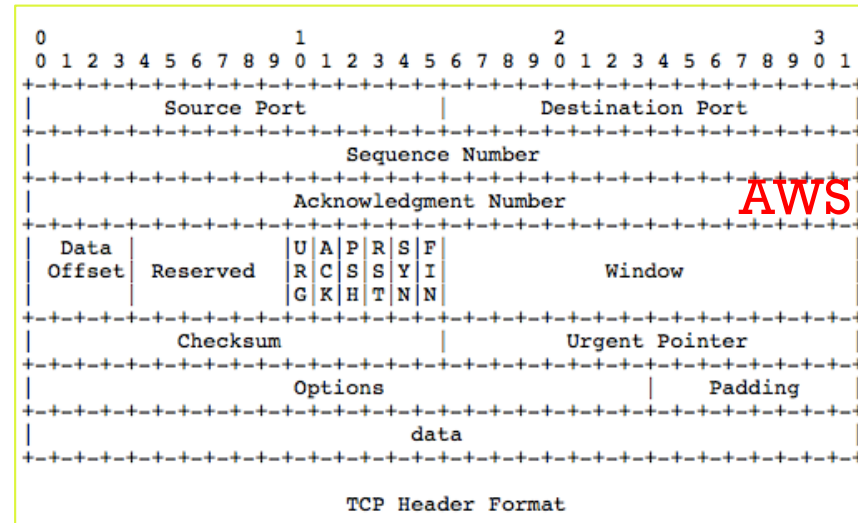 0                   1                   2                   3
0 1 2 3 4 5 6 7 8 9 0 1 2 3 4 5 6 7 8 9 0 1 2 3 4 5 6 7 8 9 0 1
+-+-+-+-+-+-+-+-+-+-+-+-+-+-+-+-+-+-+-+-+-+-+-+-+-+-+-+-+-+-+-+-+
|          Source Port          |       Destination Port        |
+-+-+-+-+-+-+-+-+-+-+-+-+-+-+-+-+-+-+-+-+-+-+-+-+-+-+-+-+-+-+-+-+
|                        Sequence Number                        |
+-+-+-+-+-+-+-+-+-+-+-+-+-+-+-+-+-+-+-+-+-+-+-+-+-+-+-+-+-+-+-+-+
|                    Acknowledgment Number             AWS      |
+-+-+-+-+-+-+-+-+-+-+-+-+-+-+-+-+-+-+-+-+-+-+-+-+-+-+-+-+-+-+-+-+
|  Data |           |U|A|P|R|S|F|                               |
| Offset| Reserved  |R|C|S|S|Y|I|            Window             |
|       |           |G|K|H|T|N|N|                               |
+-+-+-+-+-+-+-+-+-+-+-+-+-+-+-+-+-+-+-+-+-+-+-+-+-+-+-+-+-+-+-+-+
|           Checksum            |         Urgent Pointer        |
+-+-+-+-+-+-+-+-+-+-+-+-+-+-+-+-+-+-+-+-+-+-+-+-+-+-+-+-+-+-+-+-+
|                    Options                    |    Padding    |
+-+-+-+-+-+-+-+-+-+-+-+-+-+-+-+-+-+-+-+-+-+-+-+-+-+-+-+-+-+-+-+-+
|                             data                              |
+-+-+-+-+-+-+-+-+-+-+-+-+-+-+-+-+-+-+-+-+-+-+-+-+-+-+-+-+-+-+-+-+
TCP Header Format